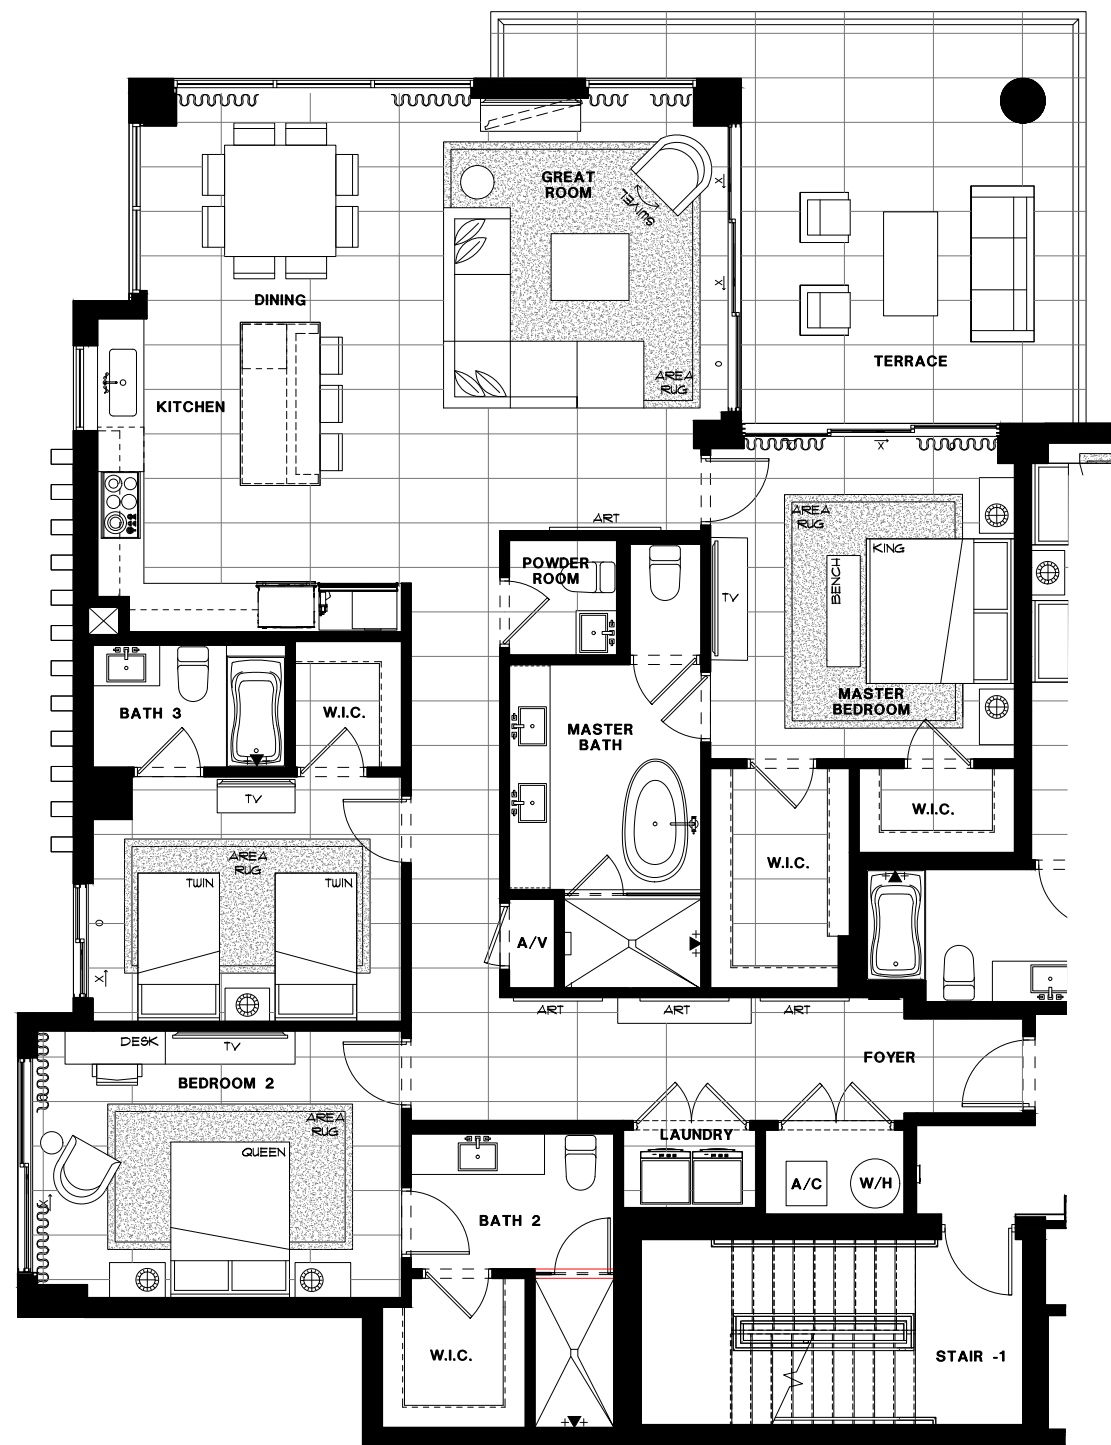 GREAT
ROOM
SWIVEL
X
DINING
X
TERRACE
O
AREA
RUG
KITCHEN
X
X
ART
AREA
RUG
KING
POWDER
ROOM
BENCH
TV
MASTER
BEDROOM
BATH 3
W.I.C.
MASTER
BATH
TV
W.I.C.
AREA
RUG
W.I.C.
TWIN
TWIN
O
A/V
X
ART
ART
ART
DESK
TV
FOYER
BEDROOM 2
AREA
RUG
LAUNDRY
QUEEN
A/C
W/H
X
BATH 2
W.I.C.
STAIR -1